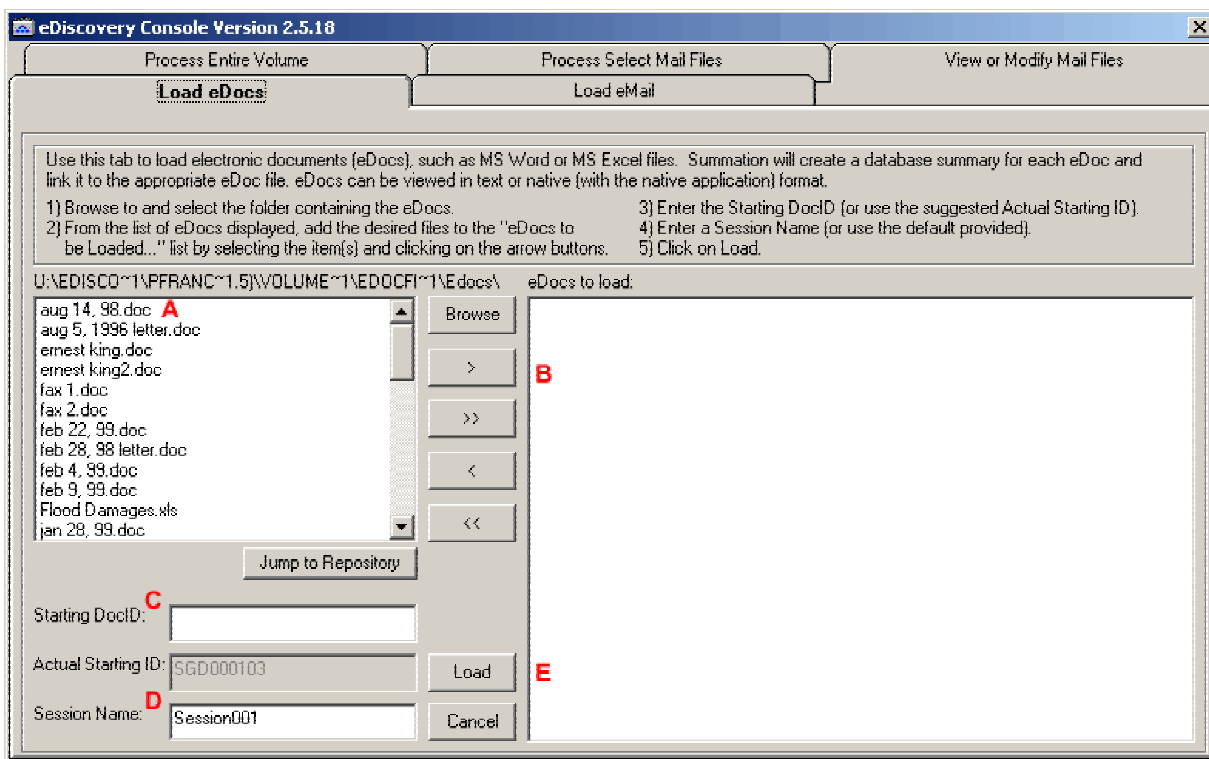 eDiscovery Console Version 2.5.18
Process Entire Volume
Process Select Mail Files
View or Modify Mail Files
Load eDocs
Load eMail
Use this tab to load electronic documents (eDocs), such as MS Word or MS Excel files. Summation will create a database summary for each eDoc and
link it to the appropriate eDoc file. eDocs can be viewed in text or native (with the native application) format.
1) Browse to and select the folder containing the eDocs.
2) From the list of eDocs displayed, add the desired files to the "eDocs to
be Loaded..." list by selecting the item(s) and clicking on the arrow buttons.
3) Enter the Starting DocID (or use the suggested Actual Starting ID).
4) Enter a Session Name (or use the default provided).
5) Click on Load.
U:\EDISCO~1\PFRANC~1.5)\VOLUME~1\EDOCFI~1\Edocs\
eDocs to load:
aug 14, 98.doc A
aug 5, 1996 letter.doc
ernest king.doc
ernest king2.doc
fax 1.doc
fax 2.doc
feb 22, 99.doc
feb 28, 98 letter.doc
feb 4, 99.doc
feb 9, 99.doc
Flood Damages.xls
jan 28, 99.doc
Browse
>
>>
<
<<
B
Jump to Repository
C
Starting DocID:
Actual Starting ID: SGD000103
Load
E
D
Session Name: Session001
Cancel